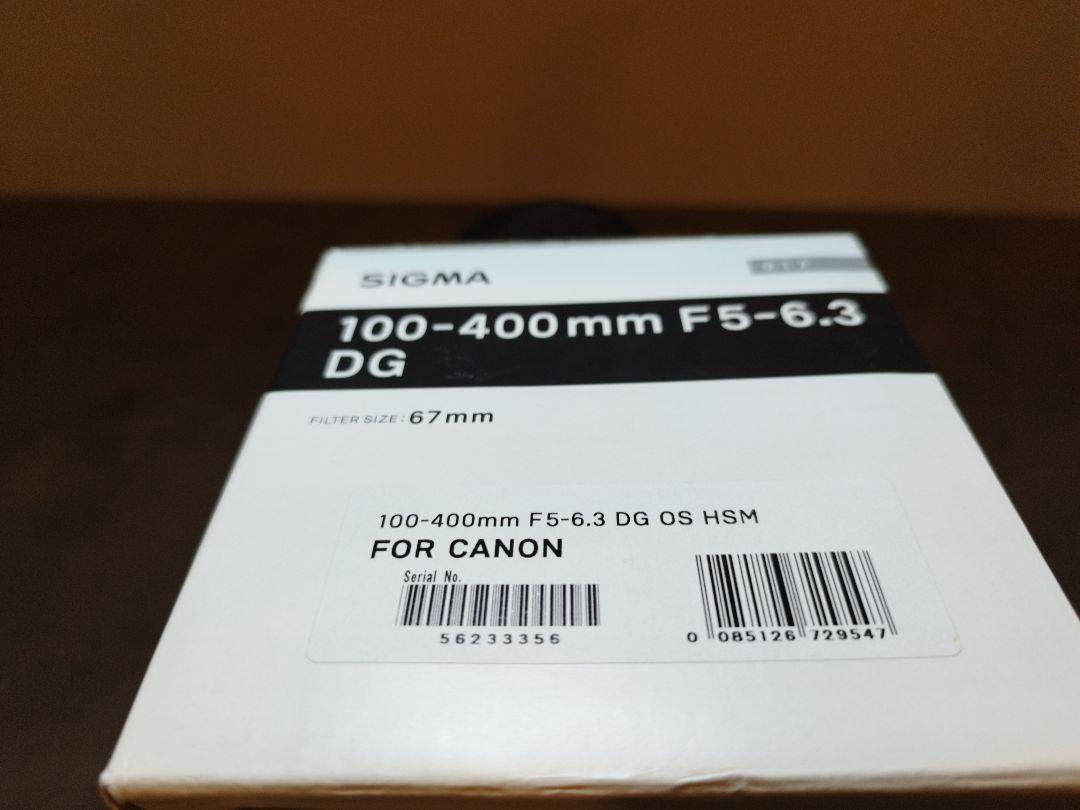 SIGMA
017
100-400mm F5-6.3
DG
FILTER SIZE: 67mm
100-400mm F5-6.3 DG OS HSM
FOR CANON
Serial No.
56233356
0 085126 729547